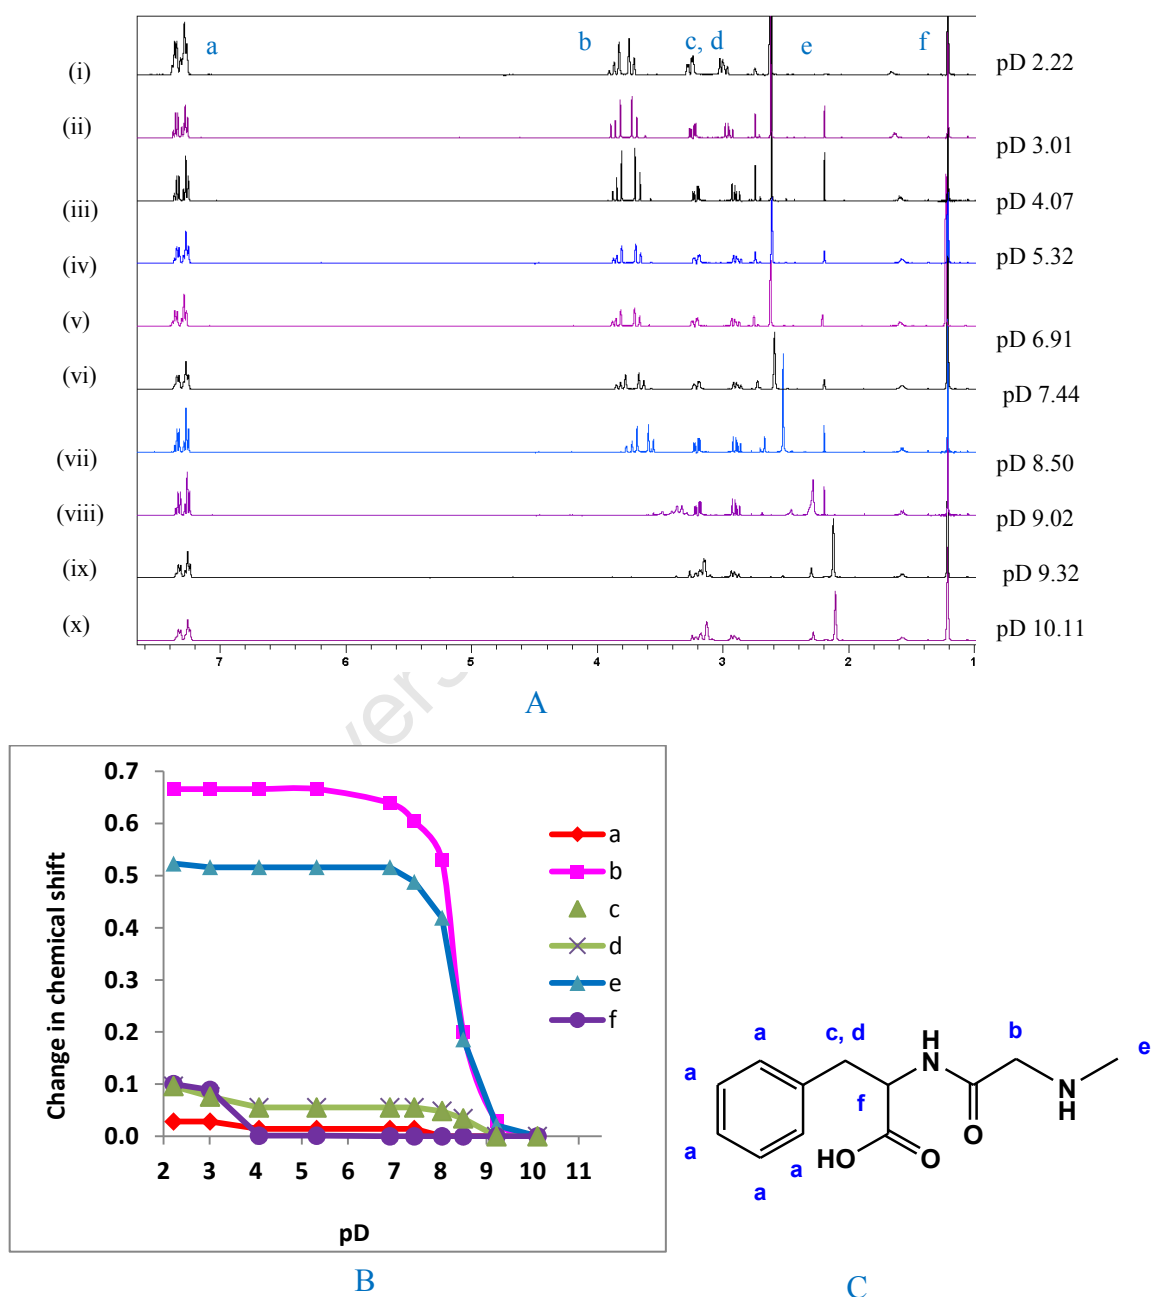 a b c, d e f
(i) pD 2.22
(ii) pD 3.01
(iii) pD 4.07
(iv) pD 5.32
(v) pD 6.91
(vi) pD 7.44
(vii) pD 8.50
(viii) pD 9.02
(ix) pD 9.32
(x) pD 10.11
7 6 5 4 3 2 1
vers
A
Change in chemical shift
0.7
0.6
0.5
0.4
0.3
0.2
0.1
0.0
2 3 4 5 6 7 8 9 10 11
pD
a
b
c
d
e
f
B
a c, d H b
a N e
f N
a a HO O O H
a
C